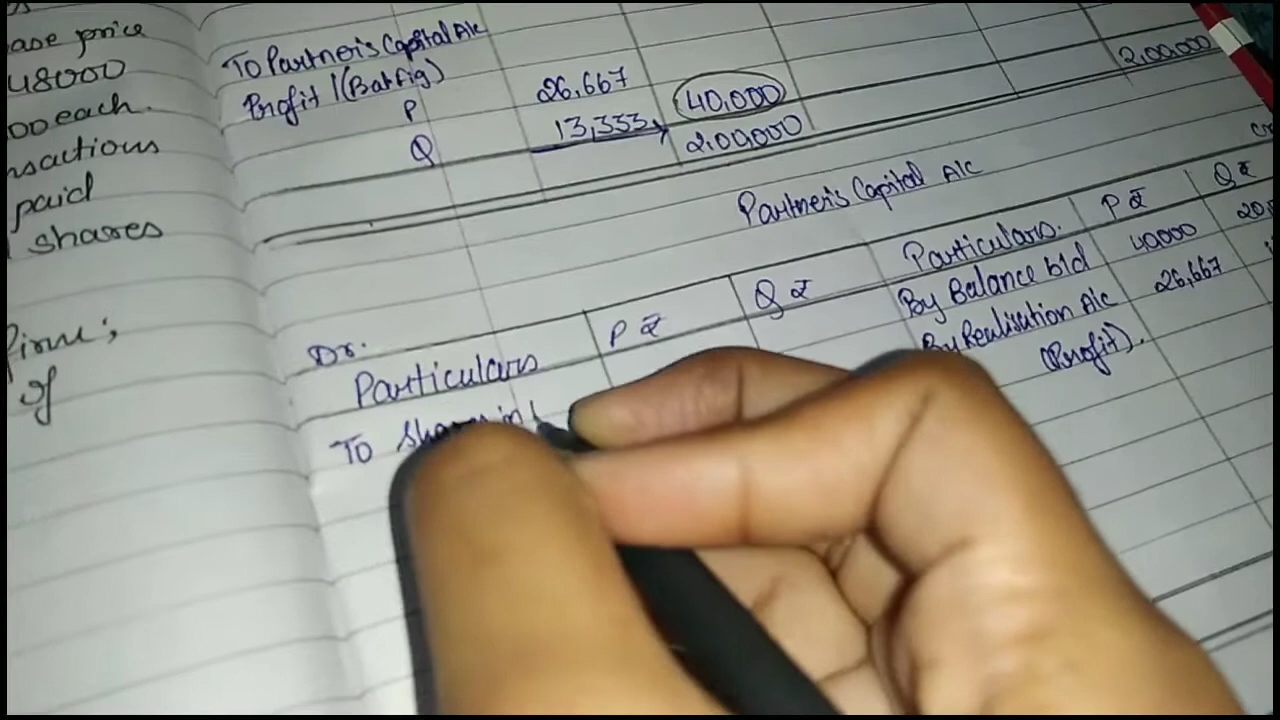 ase price
48000
00 each.
nsactions
paid
shares
firm;
of
To Partner's Capital A/c
Profit (Bal fig)
P 26,667 40,000
Q 13,333 2,00,000
2,00,000
Partner's Capital A/c
Dr.
Particulars P ₹ Q ₹ Particulars. P ₹ Q ₹
By Balance b/d 40000 20,
By Realisation A/c 26,667
(Profit).
To